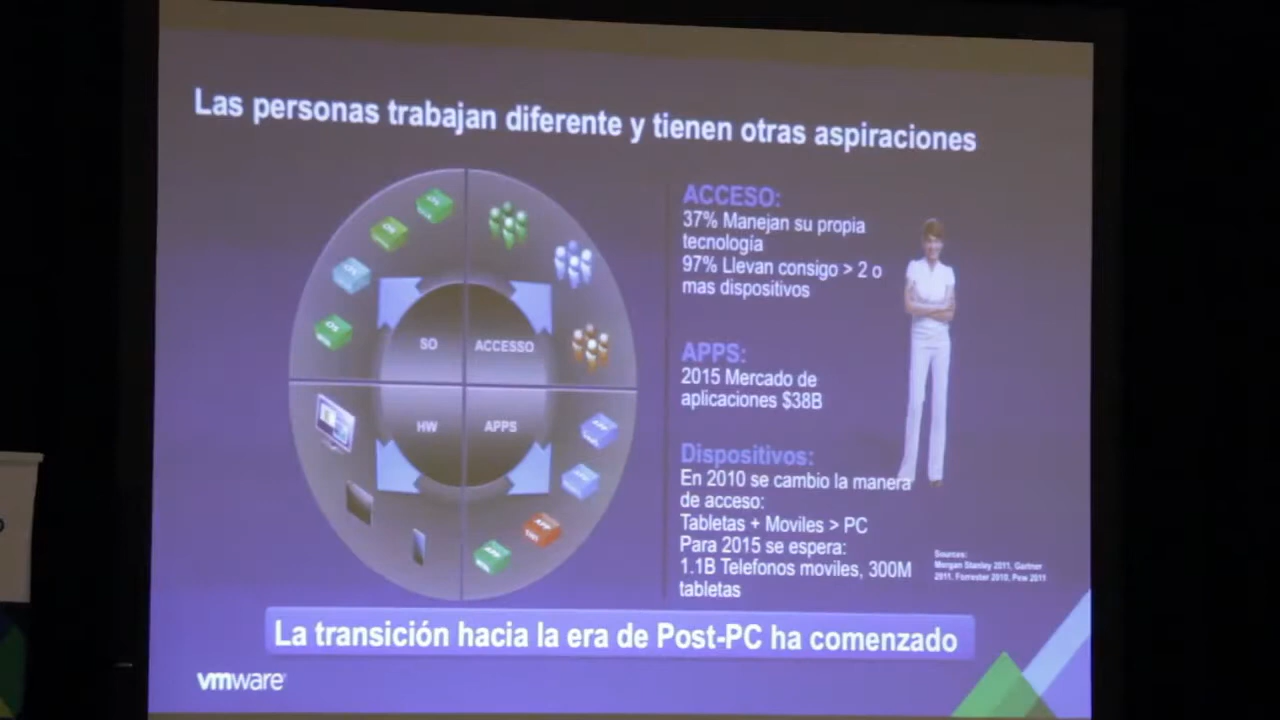 Las personas trabajan diferente y tienen otras aspiraciones
SO
ACCESSO
HW
APPS
ACCESO:
37% Manejan su propia
tecnología
97% Llevan consigo > 2 o
mas dispositivos
APPS:
2015 Mercado de
aplicaciones $38B
Dispositivos:
En 2010 se cambio la manera
de acceso:
Tabletas + Moviles > PC
Para 2015 se espera:
1.1B Telefonos moviles, 300M
tabletas
Sources:
Morgan Stanley 2011, Gartner
2011, Forrester 2010, Pew 2011
La transición hacia la era de Post-PC ha comenzado
vmware